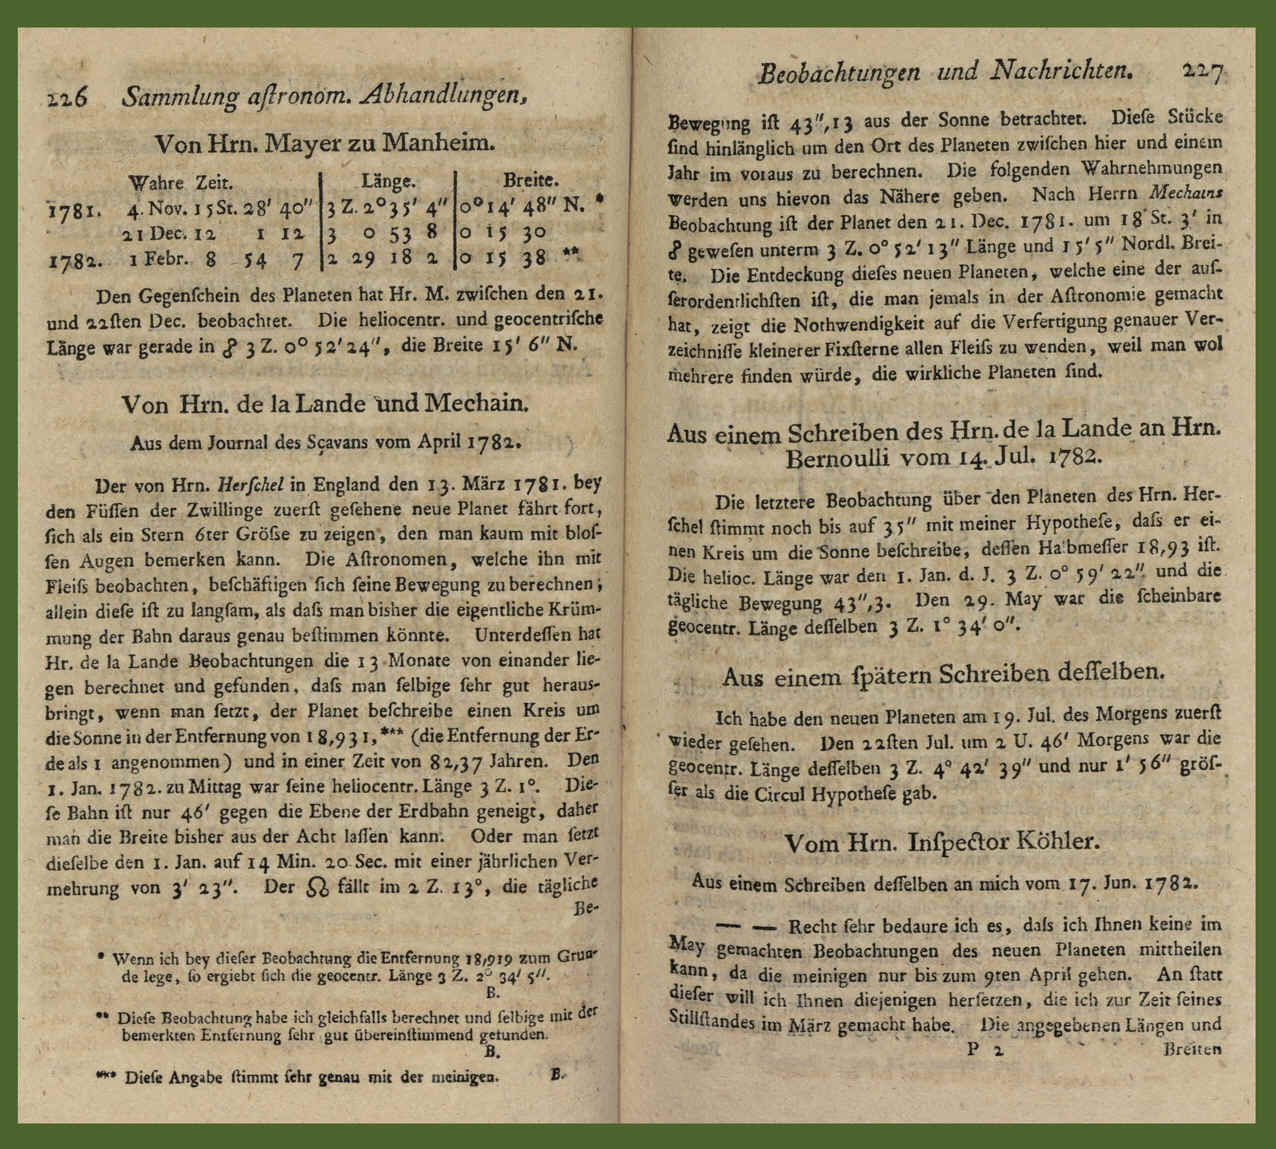 226 Sammlung aſtronom. Abhandlungen,
Von Hrn. Mayer zu Manheim.
Wahre Zeit. Länge. Breite.
1781. 4. Nov. 15 St. 28′ 40″ 3 Z. 2° 35′ 4″ 0° 14′ 48″ N. *
21 Dec. 12 1 12 3 0 53 8 0 15 30
1782. 1 Febr. 8 54 7 2 29 18 2 0 15 38 **
Den Gegenſchein des Planeten hat Hr. M. zwiſchen den 21.
und 22ſten Dec. beobachtet. Die heliocentr. und geocentriſche
Länge war gerade in ☍ 3 Z. 0° 52′ 24″, die Breite 15′ 6″ N.
Von Hrn. de la Lande und Mechain.
Aus dem Journal des Sçavans vom April 1782.
Der von Hrn. Herſchel in England den 13. März 1781. bey
den Füſſen der Zwillinge zuerſt geſehene neue Planet fährt fort,
ſich als ein Stern 6ter Größe zu zeigen, den man kaum mit bloſ-
ſen Augen bemerken kann. Die Aſtronomen, welche ihn mit
Fleiſs beobachten, beſchäftigen ſich ſeine Bewegung zu berechnen;
allein dieſe iſt zu langſam, als daſs man bisher die eigentliche Krüm-
mung der Bahn daraus genau beſtimmen könnte. Unterdeſſen hat
Hr. de la Lande Beobachtungen die 13 Monate von einander lie-
gen berechnet und gefunden, daſs man ſelbige ſehr gut heraus-
bringt, wenn man ſetzt, der Planet beſchreibe einen Kreis um
die Sonne in der Entfernung von 18,931,*** (die Entfernung der Er-
de als 1 angenommen) und in einer Zeit von 82,37 Jahren. Den
1. Jan. 1782. zu Mittag war ſeine heliocentr. Länge 3 Z. 1°. Die-
ſe Bahn iſt nur 46′ gegen die Ebene der Erdbahn geneigt, daher
man die Breite bisher aus der Acht laſſen kann. Oder man ſetzt
dieſelbe den 1. Jan. auf 14 Min. 20 Sec. mit einer jährlichen Ver-
mehrung von 3′ 23″. Der ☊ fällt im 2 Z. 13°, die tägliche
Be-
* Wenn ich bey dieſer Beobachtung die Entfernung 18,919 zum Grun-
de lege, ſo ergiebt ſich die geocentr. Länge 3 Z. 2° 34′ 5″.
B.
** Dieſe Beobachtung habe ich gleichfalls berechnet und ſelbige mit der
bemerkten Entfernung ſehr gut übereinſtimmend gefunden.
B.
*** Dieſe Angabe ſtimmt ſehr genau mit der meinigen. B.
Beobachtungen und Nachrichten. 227
Bewegung iſt 43″,13 aus der Sonne betrachtet. Dieſe Stücke
ſind hinlänglich um den Ort des Planeten zwiſchen hier und einem
Jahr im voraus zu berechnen. Die folgenden Wahrnehmungen
werden uns hievon das Nähere geben. Nach Herrn Mechains
Beobachtung iſt der Planet den 21. Dec. 1781. um 18 St. 3′ in
☍ geweſen unterm 3 Z. 0° 52′ 13″ Länge und 15′ 5″ Nordl. Brei-
te. Die Entdeckung dieſes neuen Planeten, welche eine der auſ-
ſerordentlichſten iſt, die man jemals in der Aſtronomie gemacht
hat, zeigt die Nothwendigkeit auf die Verfertigung genauer Ver-
zeichniſſe kleinerer Fixſterne allen Fleiſs zu wenden, weil man wol
mehrere finden würde, die wirkliche Planeten ſind.
Aus einem Schreiben des Hrn. de la Lande an Hrn.
Bernoulli vom 14. Jul. 1782.
Die letztere Beobachtung über den Planeten des Hrn. Her-
ſchel ſtimmt noch bis auf 35″ mit meiner Hypotheſe, daſs er ei-
nen Kreis um die Sonne beſchreibe, deſſen Halbmeſſer 18,93 iſt.
Die helioc. Länge war den 1. Jan. d. J. 3 Z. 0° 59′ 22″ und die
tägliche Bewegung 43″,3. Den 29. May war die ſcheinbare
geocentr. Länge deſſelben 3 Z. 1° 34′ 0″.
Aus einem ſpätern Schreiben deſſelben.
Ich habe den neuen Planeten am 19. Jul. des Morgens zuerſt
wieder geſehen. Den 22ſten Jul. um 2 U. 46′ Morgens war die
geocentr. Länge deſſelben 3 Z. 4° 42′ 39″ und nur 1′ 56″ gröſ-
ſer als die Circul Hypotheſe gab.
Vom Hrn. Inſpector Köhler.
Aus einem Schreiben deſſelben an mich vom 17. Jun. 1782.
— — Recht ſehr bedaure ich es, daſs ich Ihnen keine im
May gemachten Beobachtungen des neuen Planeten mittheilen
kann, da die meinigen nur bis zum 9ten April gehen. An ſtatt
dieſer will ich Ihnen diejenigen herſetzen, die ich zur Zeit ſeines
Stillſtandes im März gemacht habe. Die angegebenen Längen und
P 2 Breiten